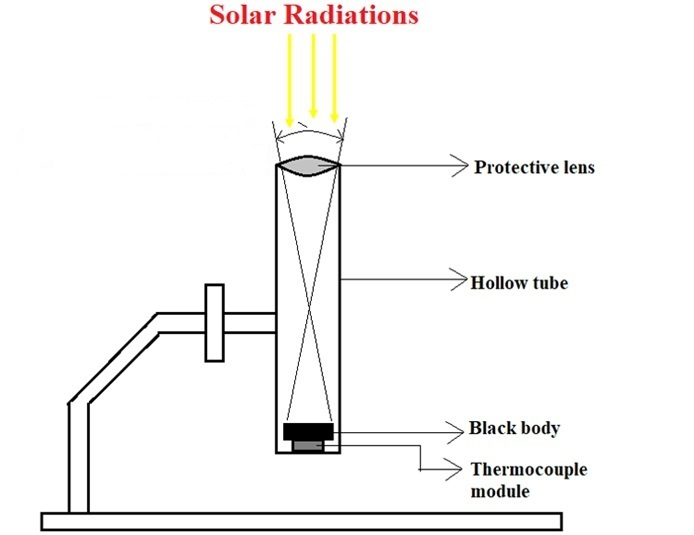 Solar Radiations
Protective lens
Hollow tube
Black body
Thermocouple
module